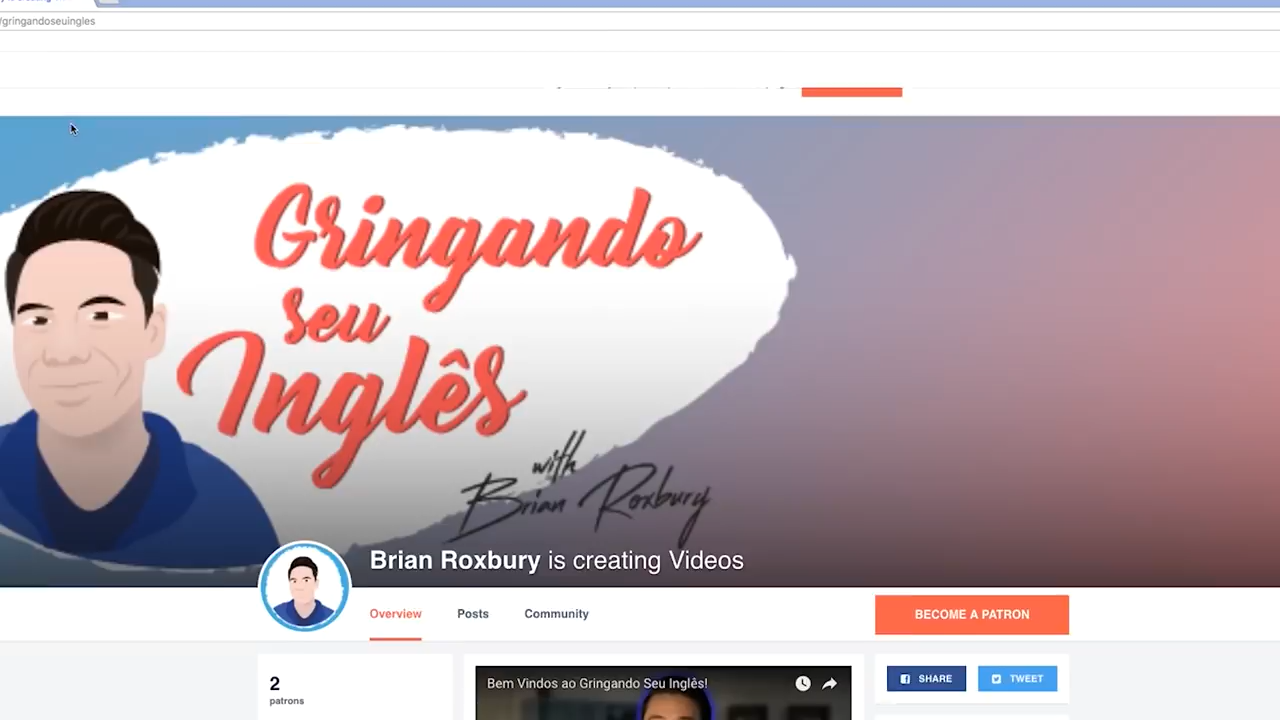 /gringandoseuingles
Gringando
seu
Inglês
with
Brian Roxbury
Brian Roxbury is creating Videos
Overview Posts Community
BECOME A PATRON
2
patrons
Bem Vindos ao Gringando Seu Inglês!
SHARE TWEET